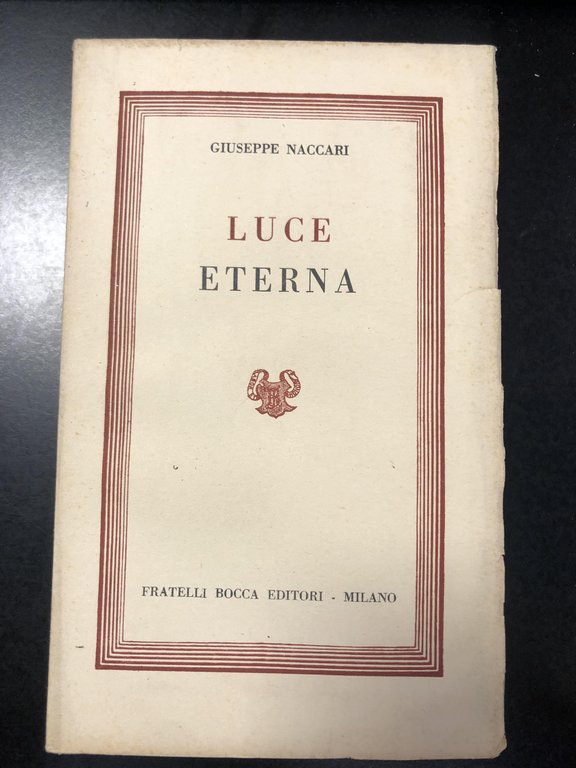 GIUSEPPE NACCARI
LUCE
ETERNA
FRATELLI BOCCA EDITORI - MILANO